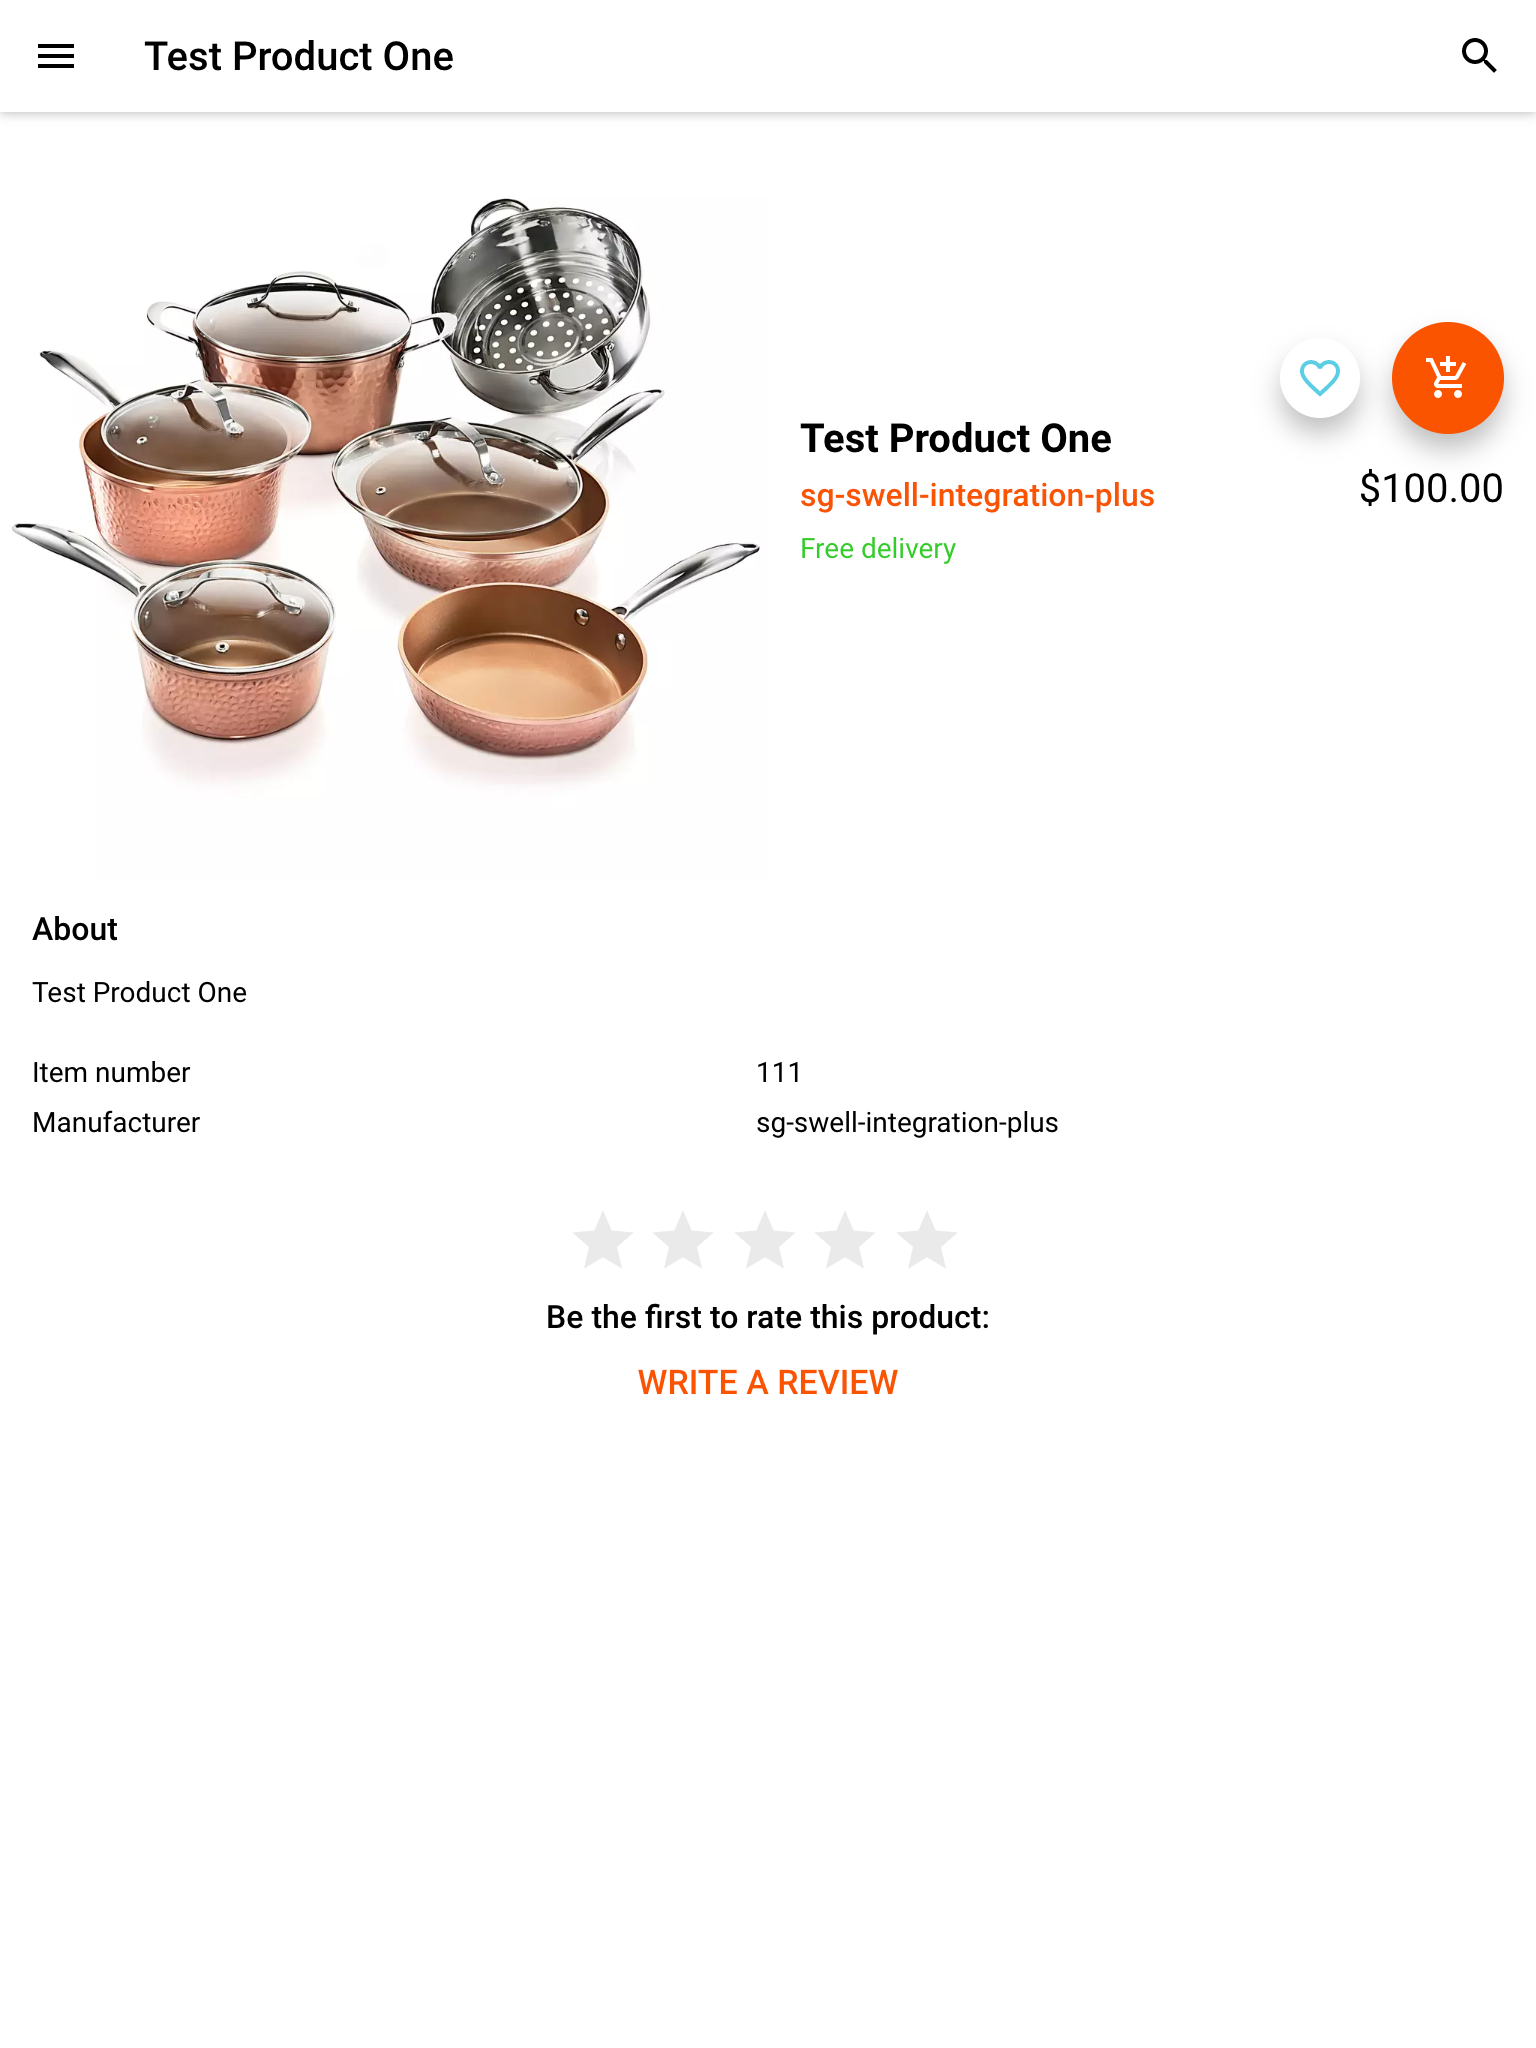 Test Product One
Test Product One
sg-swell-integration-plus
$100.00
Free delivery
About
Test Product One
Item number 111
Manufacturer sg-swell-integration-plus
Be the first to rate this product:
WRITE A REVIEW